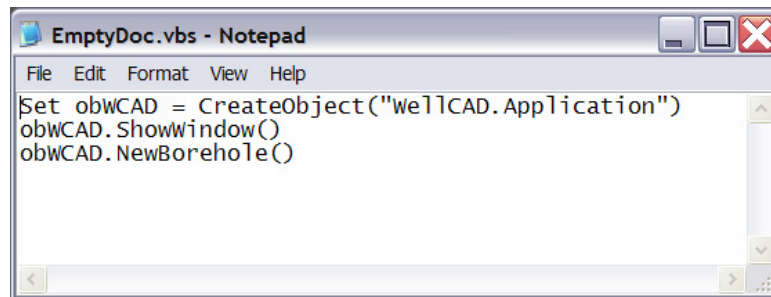 EmptyDoc.vbs - Notepad
File Edit Format View Help
Set obWCAD = CreateObject("WellCAD.Application")
obWCAD.ShowWindow()
obWCAD.NewBorehole()